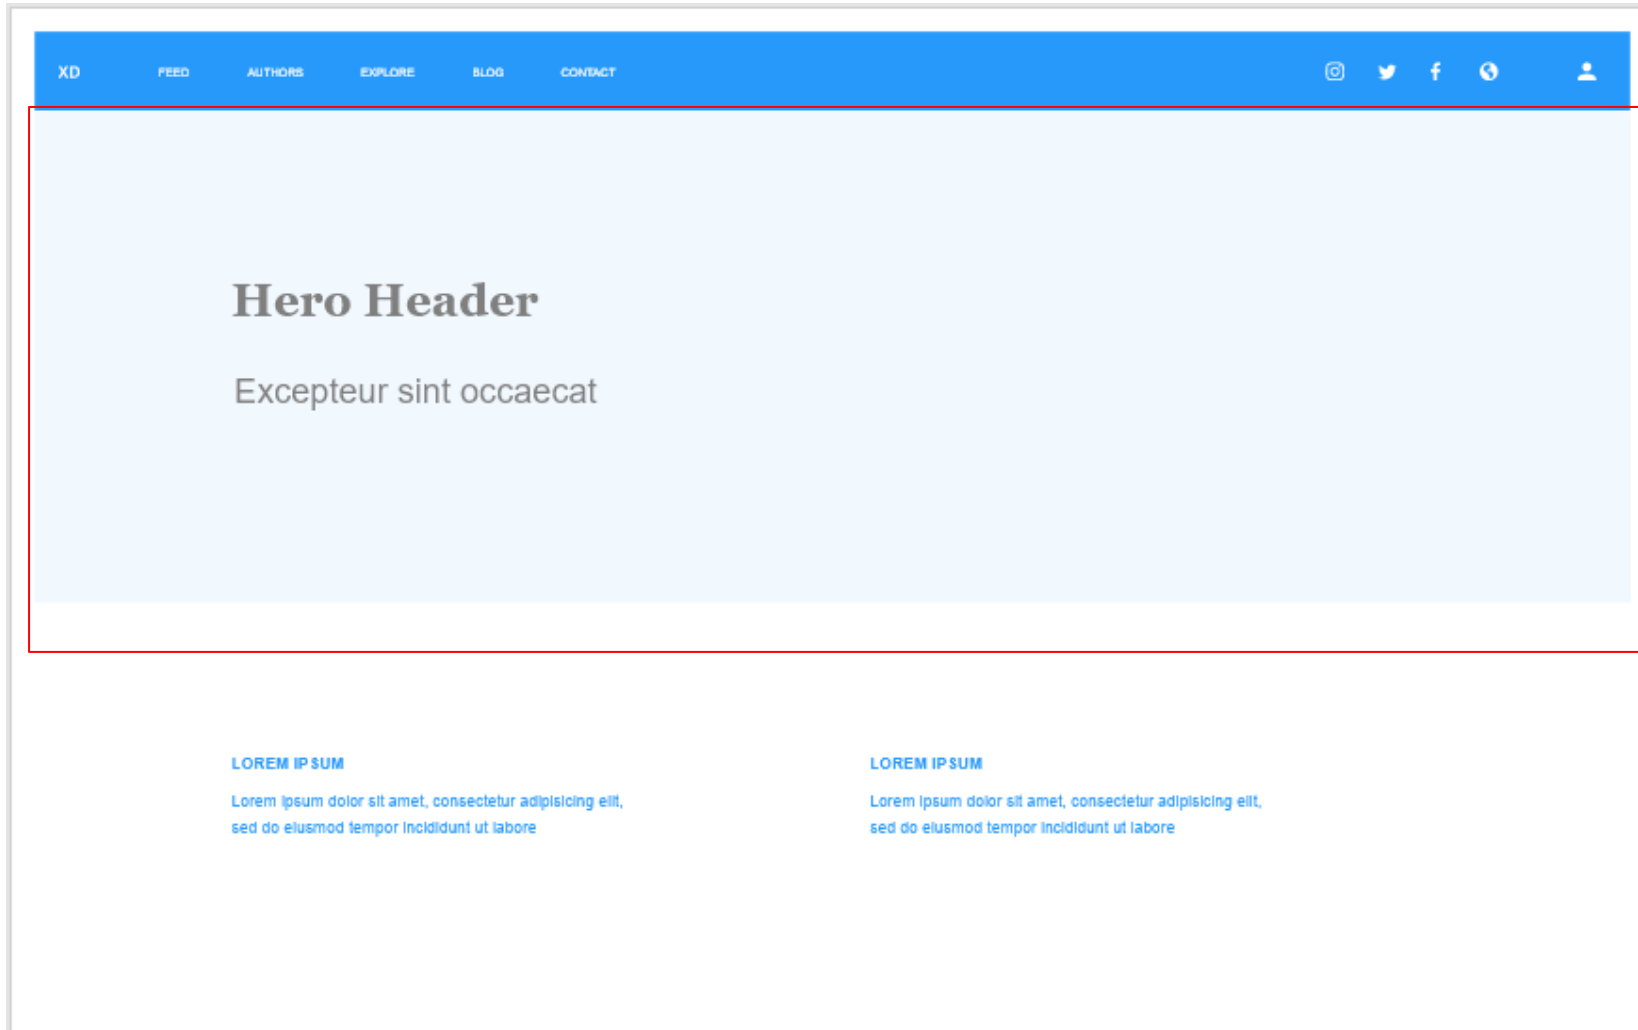 XD FEED AUTHORS EXPLORE BLOG CONTACT
Hero Header
Excepteur sint occaecat
LOREM IPSUM
Lorem ipsum dolor sit amet, consectetur adipisicing elit,
sed do eiusmod tempor incididunt ut labore
LOREM IPSUM
Lorem ipsum dolor sit amet, consectetur adipisicing elit,
sed do eiusmod tempor incididunt ut labore